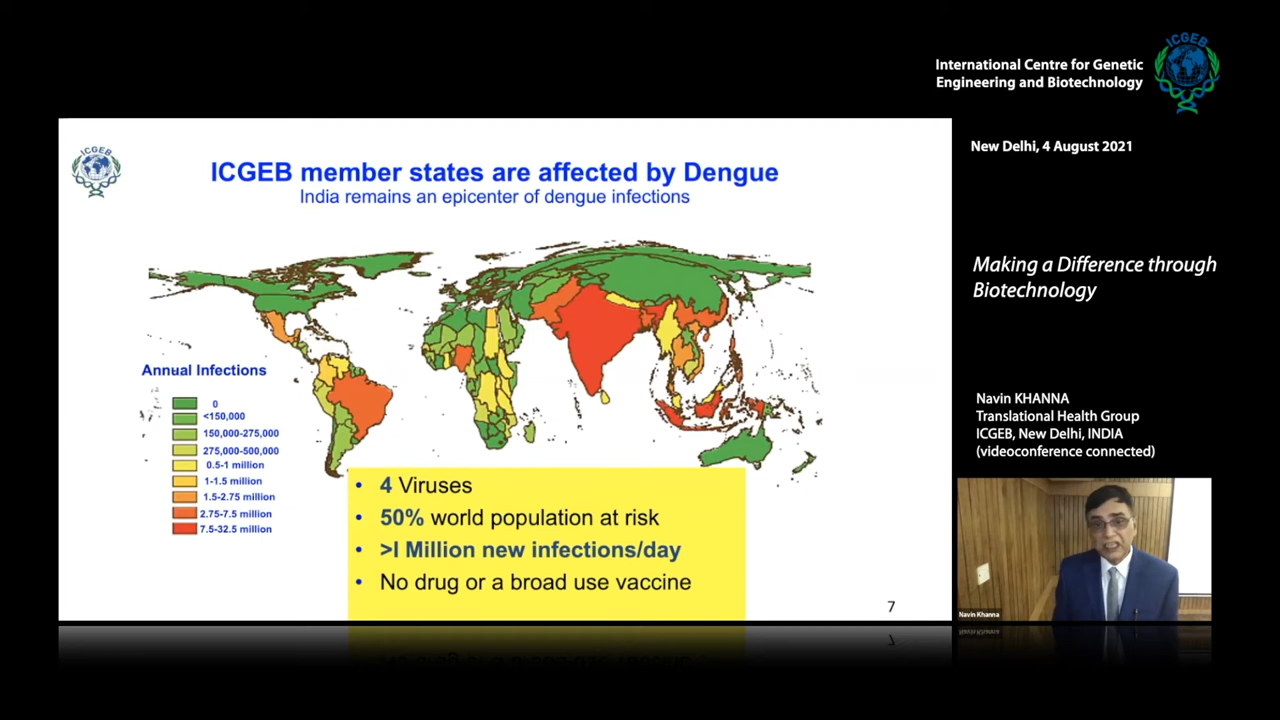 ICGEB
International Centre for Genetic
Engineering and Biotechnology
New Delhi, 4 August 2021
Making a Difference through
Biotechnology
Navin KHANNA
Translational Health Group
ICGEB, New Delhi, INDIA
(videoconference connected)
Navin Khanna
ICGEB
ICGEB member states are affected by Dengue
India remains an epicenter of dengue infections
Annual Infections
0
<150,000
150,000-275,000
275,000-500,000
0.5-1 million
1-1.5 million
1.5-2.75 million
2.75-7.5 million
7.5-32.5 million
• 4 Viruses
• 50% world population at risk
• >I Million new infections/day
• No drug or a broad use vaccine
7